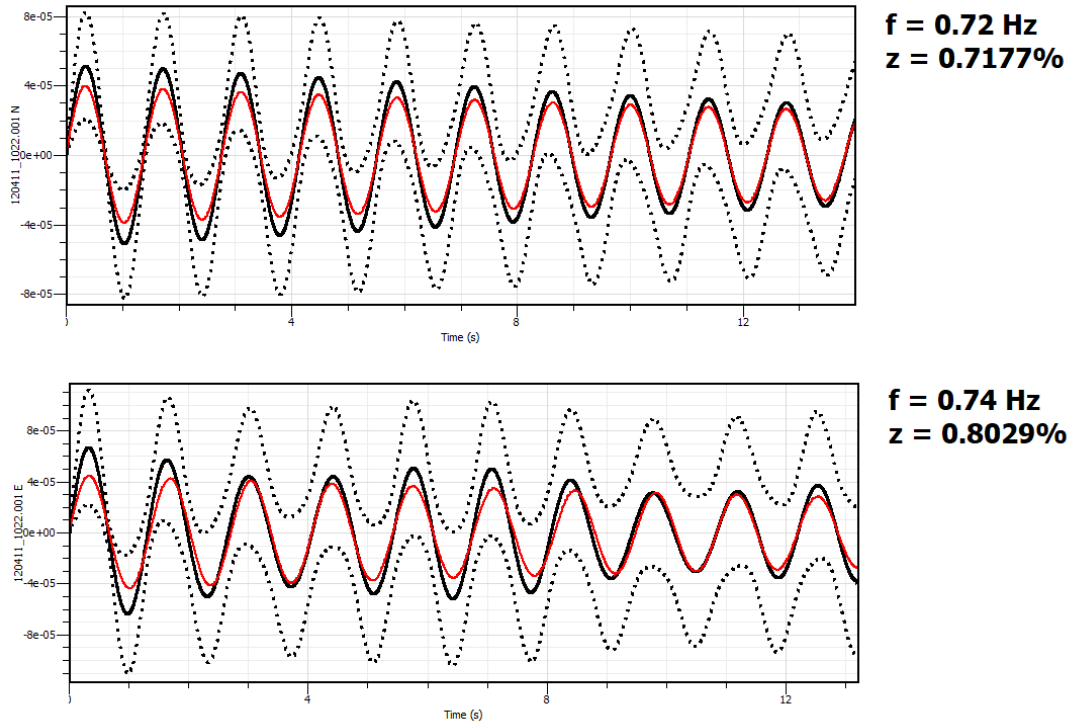 8e-05
4e-05
0e+00
-4e-05
-8e-05
120411_1022.001 N
0 4 8 12
Time (s)
f = 0.72 Hz
z = 0.7177%
8e-05
4e-05
0e+00
-4e-05
-8e-05
120411_1022.001 E
4 8 12
Time (s)
f = 0.74 Hz
z = 0.8029%